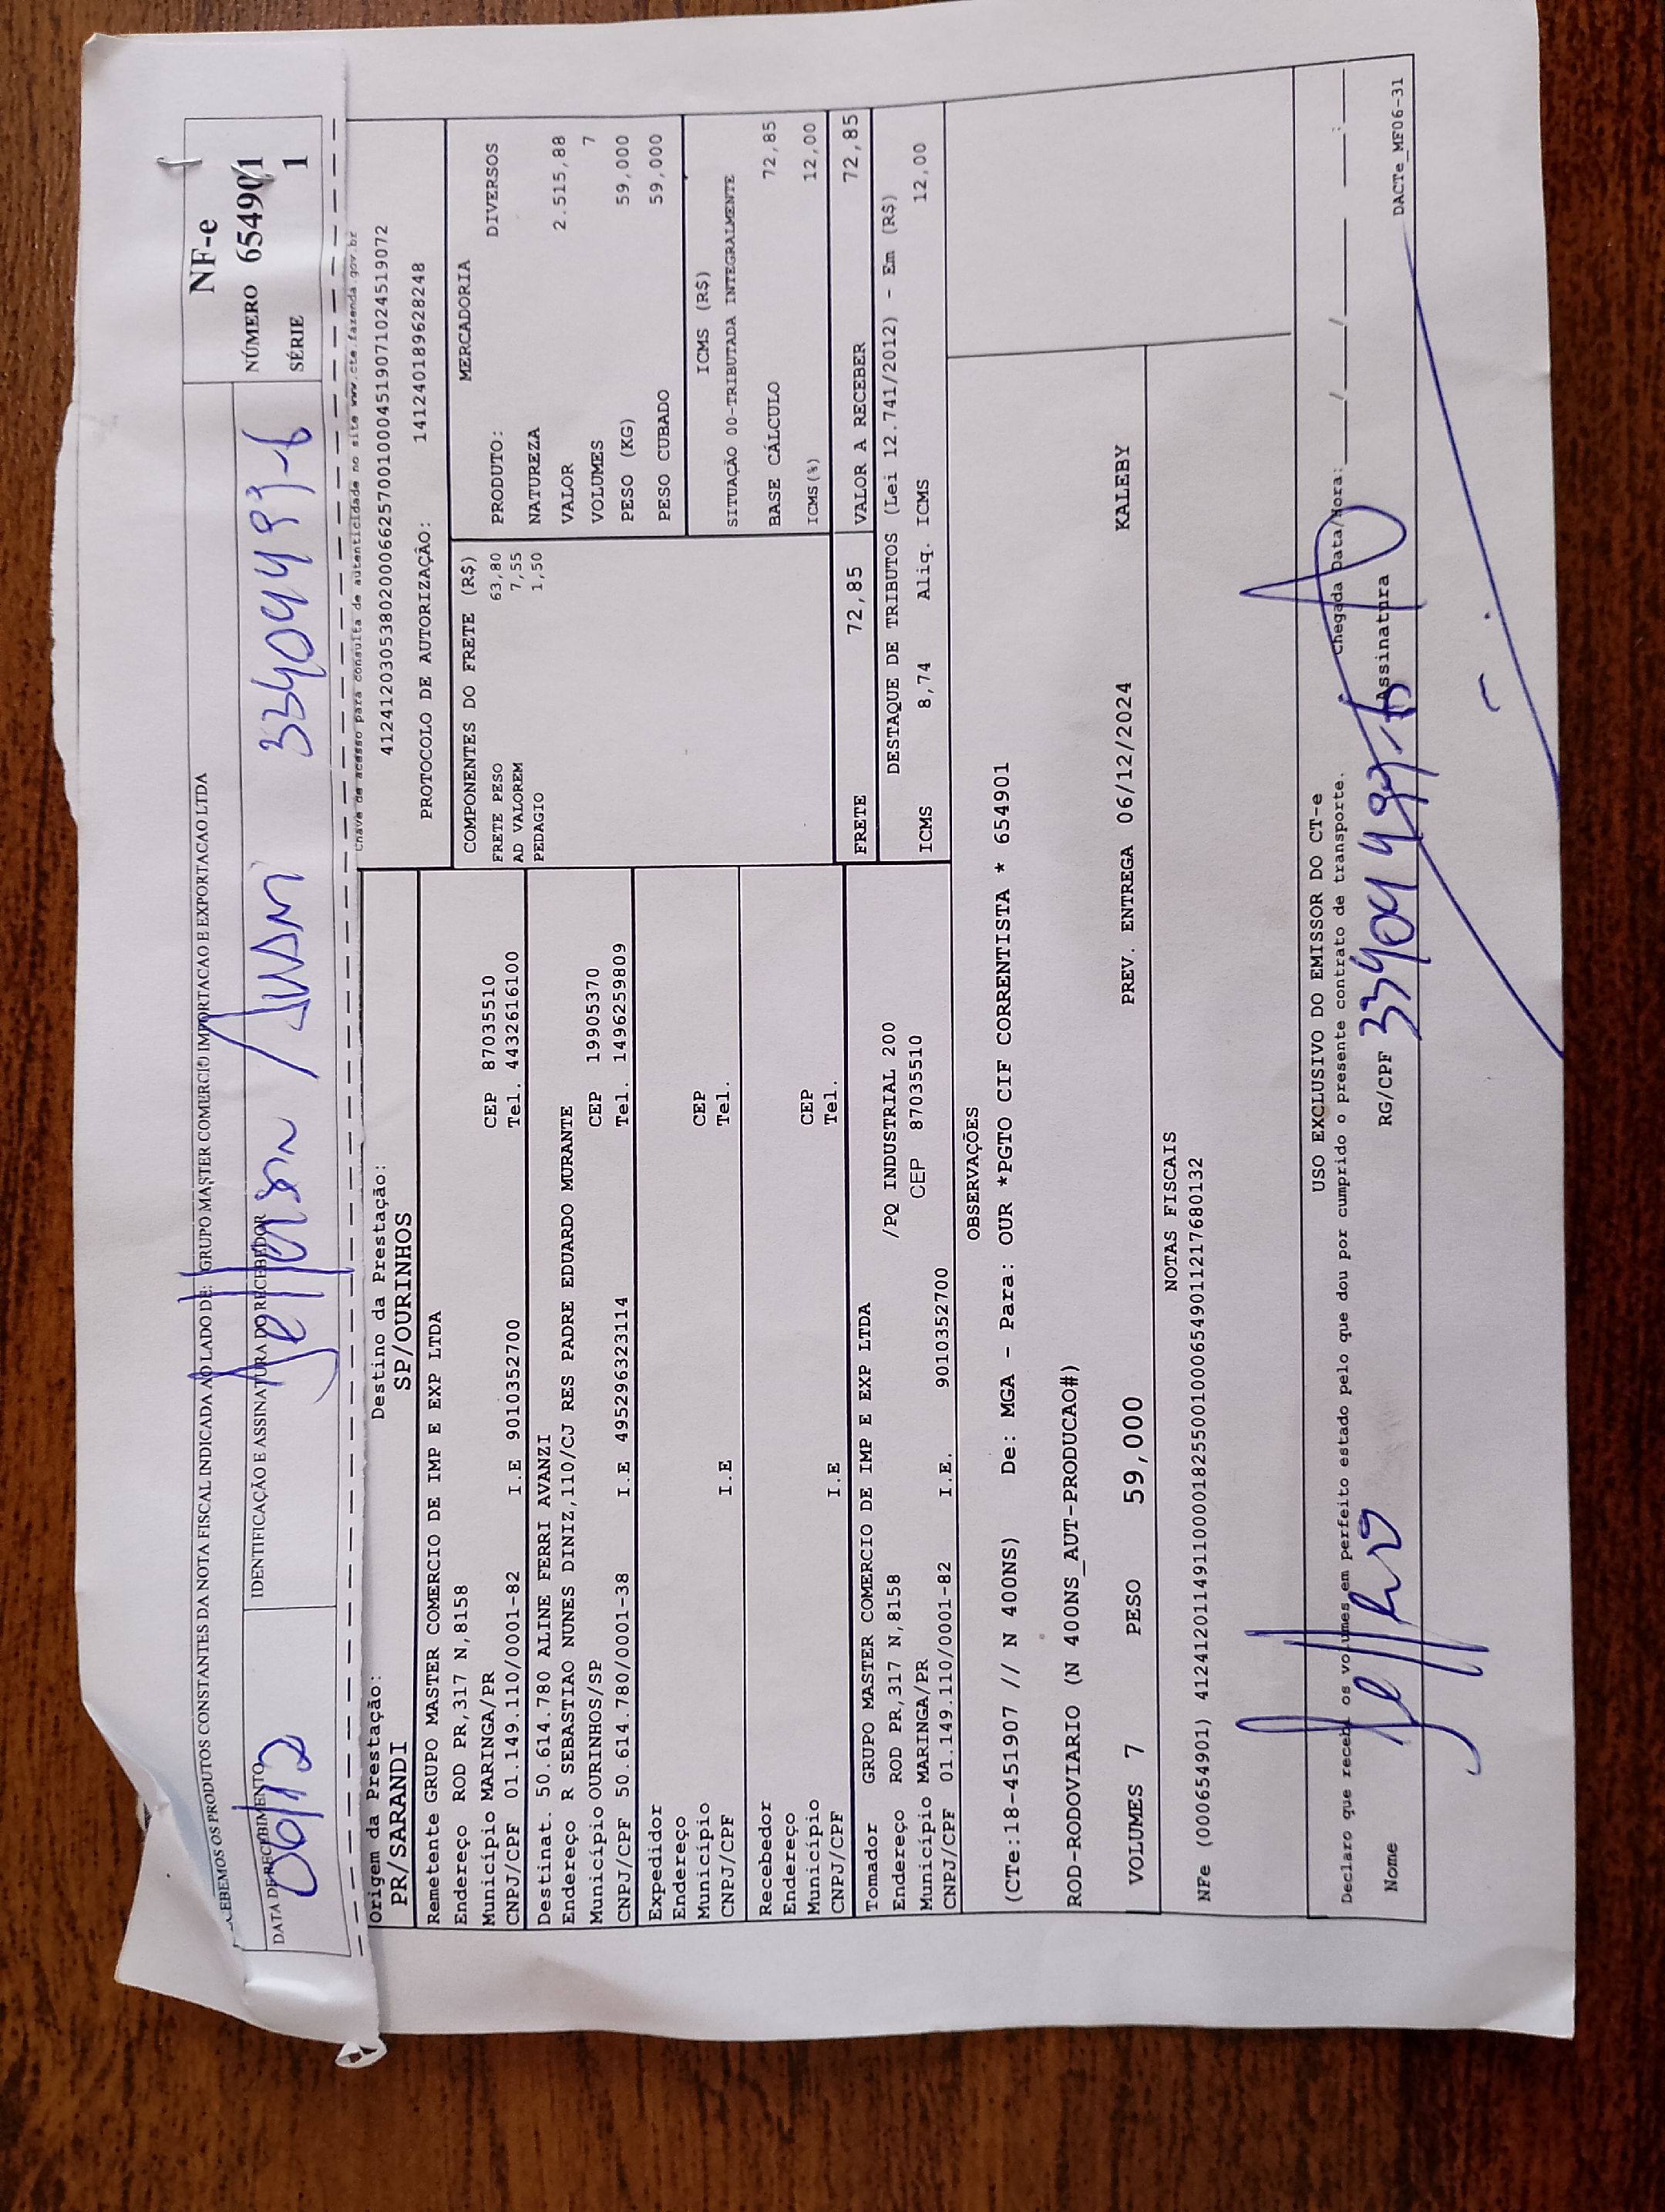 RECEBEMOS OS PRODUTOS CONSTANTES DA NOTA FISCAL INDICADA AO LADO DE: GRUPO MASTER COMERCIO IMPORTACAO E EXPORTACAO LTDA
NF-e
NÚMERO 654901
SÉRIE 1
DATA DE RECEBIMENTO
06/12
IDENTIFICAÇÃO E ASSINATURA DO RECEBEDOR
Jefferson
Chave de acesso para consulta de autenticidade no site www.cte.fazenda.gov.br
41241203053802000662570010004519071024519072
PROTOCOLO DE AUTORIZAÇÃO: 141240189628248
Origem da Prestação: Destino da Prestação:
PR/SARANDI SP/OURINHOS
Remetente GRUPO MASTER COMERCIO DE IMP E EXP LTDA
Endereço ROD PR,317 N,8158
Município MARINGA/PR CEP 87035510
CNPJ/CPF 01.149.110/0001-82 I.E 9010352700 Tel. 443261610​0
Destinat. 50.614.780 ALINE FERRI AVANZI
Endereço R SEBASTIAO NUNES DINIZ,110/CJ RES PADRE EDUARDO MURANTE
Município OURINHOS/SP CEP 19905370
CNPJ/CPF 50.614.780/0001-38 I.E 495296323114 Tel. 14962598​09
Expedidor
Endereço
Município CEP
CNPJ/CPF I.E Tel.
Recebedor
Endereço
Município CEP
CNPJ/CPF I.E Tel.
Tomador GRUPO MASTER COMERCIO DE IMP E EXP LTDA
Endereço ROD PR,317 N,8158 /PQ INDUSTRIAL 200
Município MARINGA/PR CEP 87035510
CNPJ/CPF 01.149.110/0001-82 I.E. 9010352700
COMPONENTES DO FRETE (R$)
FRETE PESO 63,80
AD VALOREM 7,55
PEDAGIO 1,50
MERCADORIA
PRODUTO: DIVERSOS
NATUREZA
VALOR 2.515,88
VOLUMES 7
PESO (KG) 59,000
PESO CUBADO 59,000
ICMS (R$)
SITUAÇÃO 00-TRIBUTADA INTEGRALMENTE
BASE CÁLCULO 72,85
ICMS(%) 12,00
FRETE 72,85 VALOR A RECEBER 72,85
DESTAQUE DE TRIBUTOS (Lei 12.741/2012) - Em (R$)
ICMS 8,74 Aliq. ICMS 12,00
OBSERVAÇÕES
(CTe:18-451907 // N 400NS) De: MGA - Para: OUR *PGTO CIF CORRENTISTA * 654901
ROD-RODOVIARIO (N 400NS_AUT-PRODUCAO#)
VOLUMES 7 PESO 59,000 PREV. ENTREGA 06/12/2024 KALEBY
NOTAS FISCAIS
NFe (000654901) 41241201149110000182550010006549011217680132
USO EXCLUSIVO DO EMISSOR DO CT-e
Declaro que recebi os volumes em perfeito estado pelo que dou por cumprido o presente contrato de transporte. Chegada Data/Hora: ___/___/___ ___:___
Nome RG/CPF Assinatura
DACTe_MF06-31